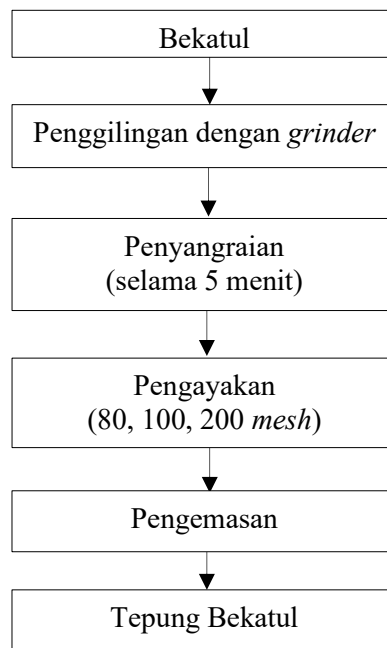 Bekatul
Penggilingan dengan grinder
Penyangraian
(selama 5 menit)
Pengayakan
(80, 100, 200 mesh)
Pengemasan
Tepung Bekatul